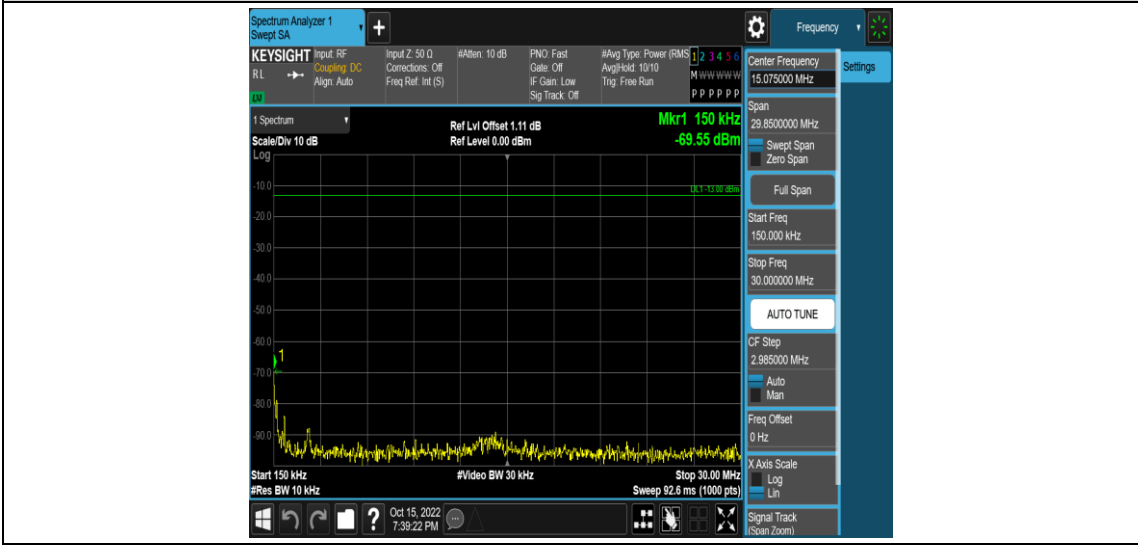 Spectrum Analyzer 1
Swept SA
+
Frequency
KEYSIGHT
RL
LM
Input: RF
Coupling: DC
Align: Auto
Input Z: 50 Ω
Corrections: Off
Freq Ref: Int (S)
#Atten: 10 dB
PNO: Fast
Gate: Off
IF Gain: Low
Sig Track: Off
#Avg Type: Power (RMS
Avg|Hold: 10/10
Trig: Free Run
1 2 3 4 5 6
M W W W W W
P P P P P P
1 Spectrum
Scale/Div 10 dB
Log
Ref Lvl Offset 1.11 dB
Ref Level 0.00 dBm
Mkr1 150 kHz
-69.55 dBm
DL1 -13.00 dBm
-10.0
-20.0
-30.0
-40.0
-50.0
-60.0
-70.0
-80.0
-90.0
1
Start 150 kHz
#Res BW 10 kHz
#Video BW 30 kHz
Stop 30.00 MHz
Sweep 92.6 ms (1000 pts)
Center Frequency
15.075000 MHz
Span
29.8500000 MHz
Swept Span
Zero Span
Full Span
Start Freq
150.000 kHz
Stop Freq
30.000000 MHz
AUTO TUNE
CF Step
2.985000 MHz
Auto
Man
Freq Offset
0 Hz
X Axis Scale
Log
Lin
Signal Track
(Span Zoom)
Settings
?
Oct 15, 2022
7:39:22 PM